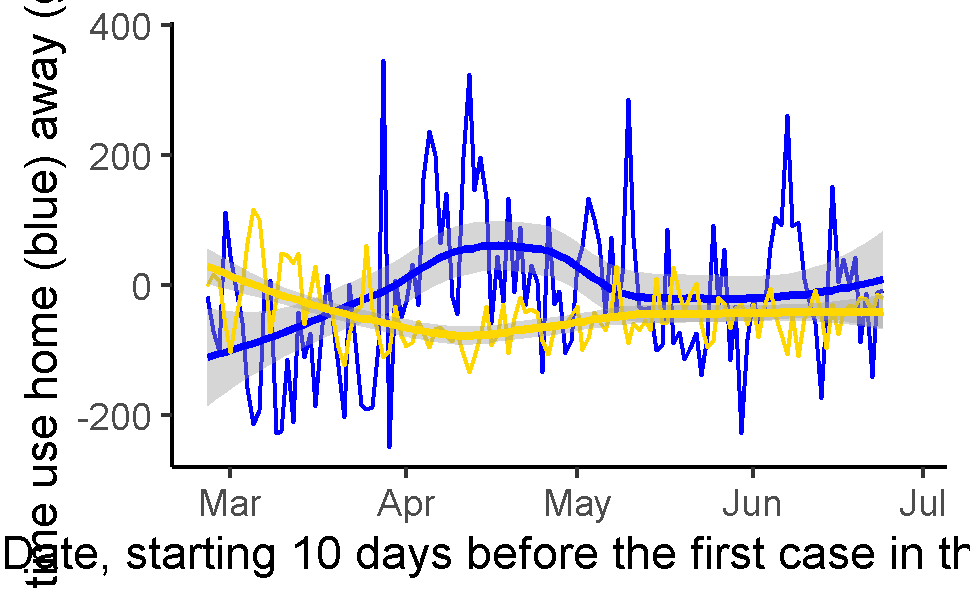 time use home (blue) away (
400
200
0
-200
Mar Apr May Jun Jul
Date, starting 10 days before the first case in th